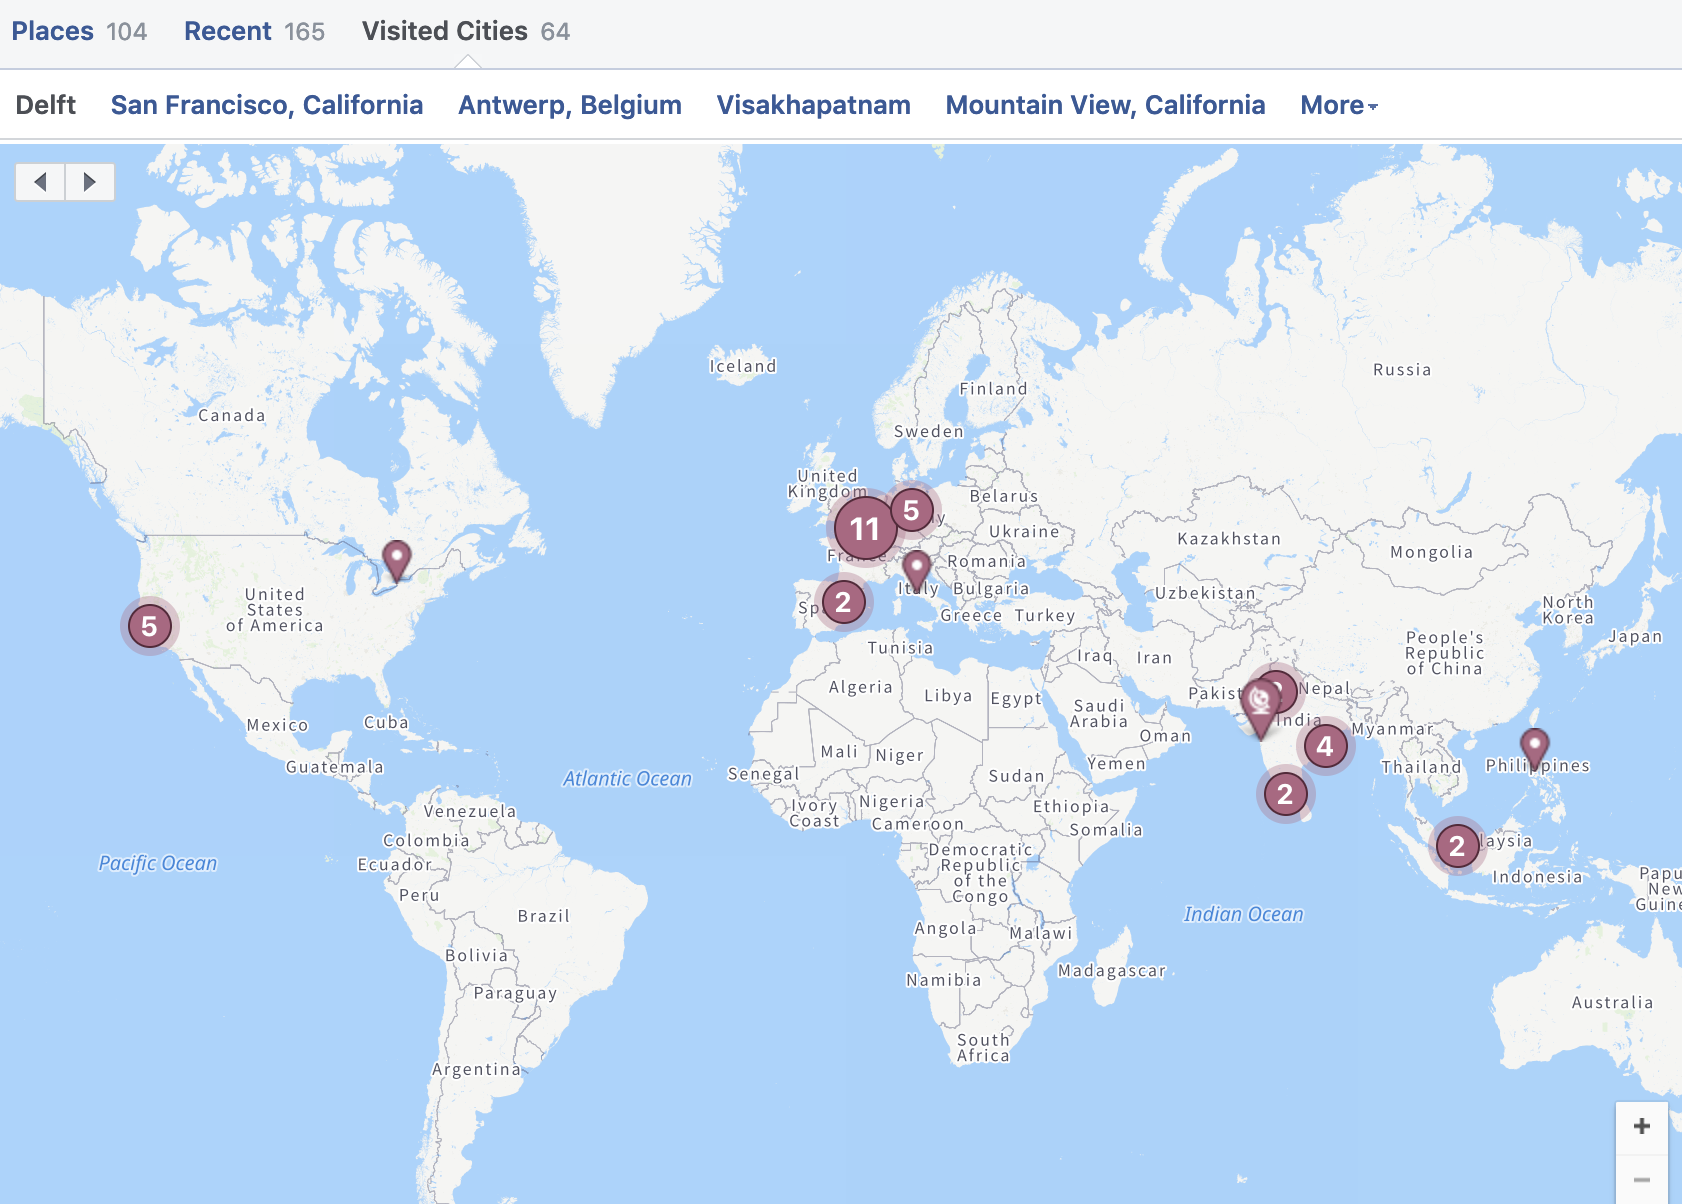 Places 104 Recent 165 Visited Cities 64
Delft San Francisco, California Antwerp, Belgium Visakhapatnam Mountain View, California More
Iceland
Russia
Finland
Canada
Sweden
United
Kingdom
Belarus
5
11
Ukraine
Kazakhstan
Mongolia
Romania
Italy
Bulgaria
Uzbekistan
United
States
of America
2
North
Korea
Greece
Turkey
5
Japan
People's
Republic
of China
Tunisia
Iraq
Iran
Algeria
Libya
Egypt
Nepal
Saudi
Arabia
Mexico
Cuba
India
Myanmar
Oman
4
Mali
Niger
Yemen
Guatemala
Atlantic Ocean
Senegal
Sudan
Thailand
Philippines
2
Ivory
Coast
Nigeria
Ethiopia
Venezuela
Cameroon
Somalia
Colombia
2
Democratic
Republic
of the
Congo
Pacific Ocean
Ecuador
Indonesia
Peru
Brazil
Indian Ocean
Angola
Malawi
Bolivia
Namibia
Madagascar
Paraguay
Australia
South
Africa
Argentina
+
−